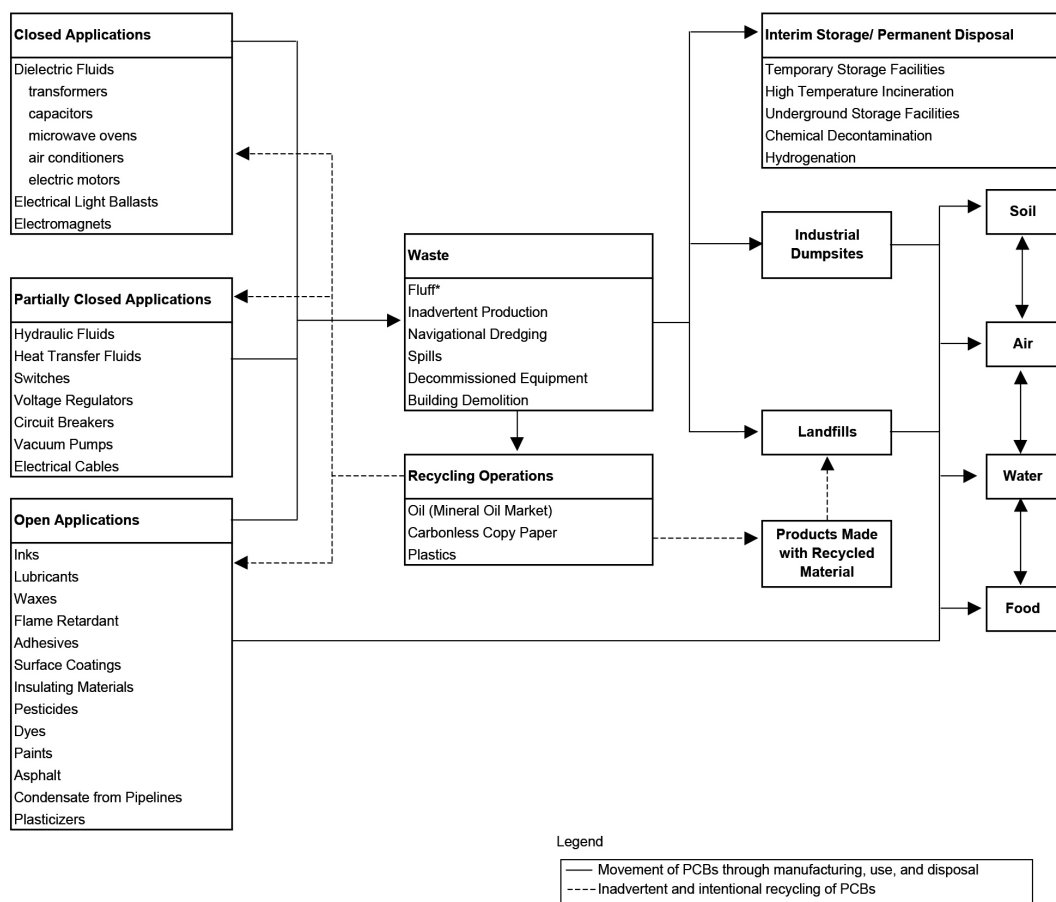 Closed Applications
Dielectric Fluids
transformers
capacitors
microwave ovens
air conditioners
electric motors
Electrical Light Ballasts
Electromagnets
Partially Closed Applications
Hydraulic Fluids
Heat Transfer Fluids
Switches
Voltage Regulators
Circuit Breakers
Vacuum Pumps
Electrical Cables
Open Applications
Inks
Lubricants
Waxes
Flame Retardant
Adhesives
Surface Coatings
Insulating Materials
Pesticides
Dyes
Paints
Asphalt
Condensate from Pipelines
Plasticizers
Waste
Fluff*
Inadvertent Production
Navigational Dredging
Spills
Decommissioned Equipment
Building Demolition
Recycling Operations
Oil (Mineral Oil Market)
Carbonless Copy Paper
Plastics
Interim Storage/ Permanent Disposal
Temporary Storage Facilities
High Temperature Incineration
Underground Storage Facilities
Chemical Decontamination
Hydrogenation
Industrial
Dumpsites
Landfills
Products Made
with Recycled
Material
Soil
Air
Water
Food
Legend
Movement of PCBs through manufacturing, use, and disposal
Inadvertent and intentional recycling of PCBs